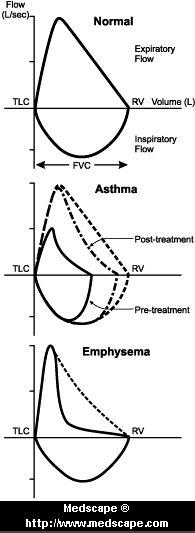 Flow
(L/sec)
Normal
Expiratory
Flow
TLC
RV
Volume (L)
Inspiratory
Flow
FVC
Asthma
Post-treatment
TLC
RV
Pre-treatment
Emphysema
TLC
RV
Medscape ®
http://www.medscape.com